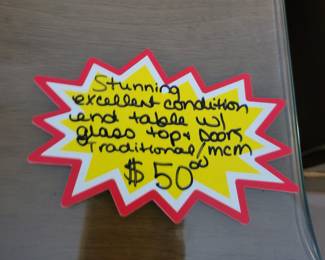 Stunning
excellent condition
end table w/
glass top + Doors
Traditional/mcm
$50.00